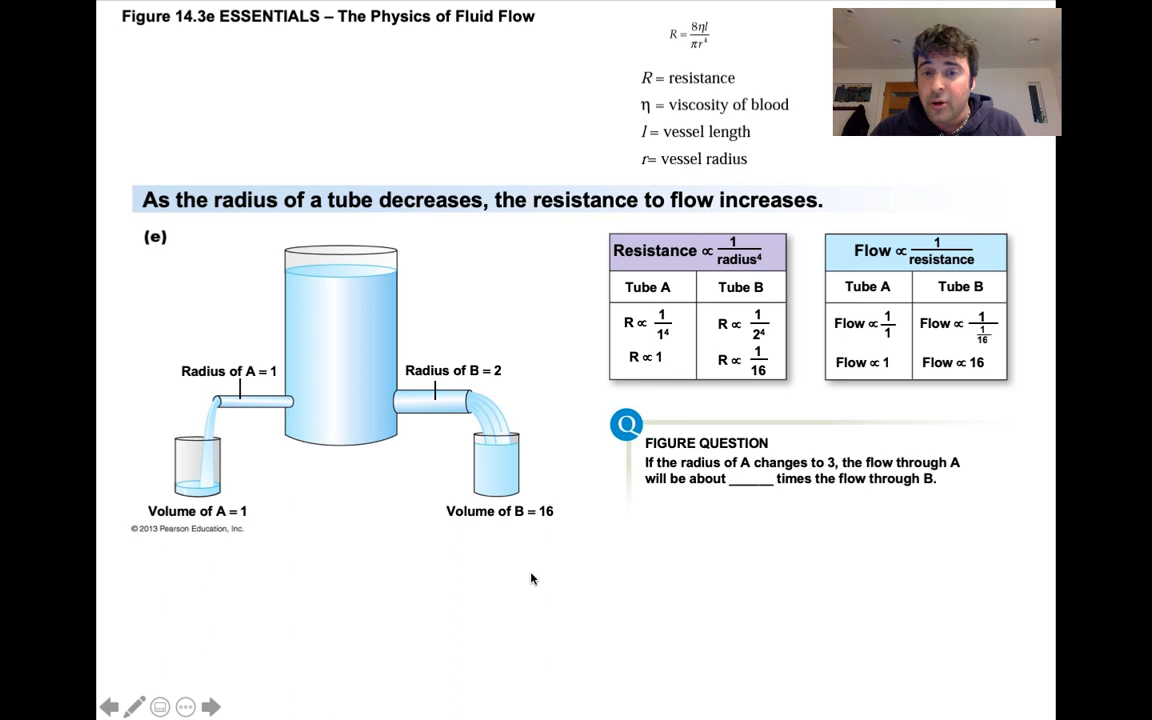 Figure 14.3e ESSENTIALS – The Physics of Fluid Flow
R = 8ηl / πr⁴
R = resistance
η = viscosity of blood
l = vessel length
r= vessel radius
As the radius of a tube decreases, the resistance to flow increases.
(e)
Radius of A = 1
Radius of B = 2
Volume of A = 1
Volume of B = 16
© 2013 Pearson Education, Inc.
Resistance ∝ 1 / radius⁴
Tube A Tube B
R ∝ 1 / 1⁴ R ∝ 1 / 2⁴
R ∝ 1 R ∝ 1 / 16
Flow ∝ 1 / resistance
Tube A Tube B
Flow ∝ 1 / 1 Flow ∝ 1 / 1 / 16
Flow ∝ 1 Flow ∝ 16
Q
FIGURE QUESTION
If the radius of A changes to 3, the flow through A
will be about ______ times the flow through B.